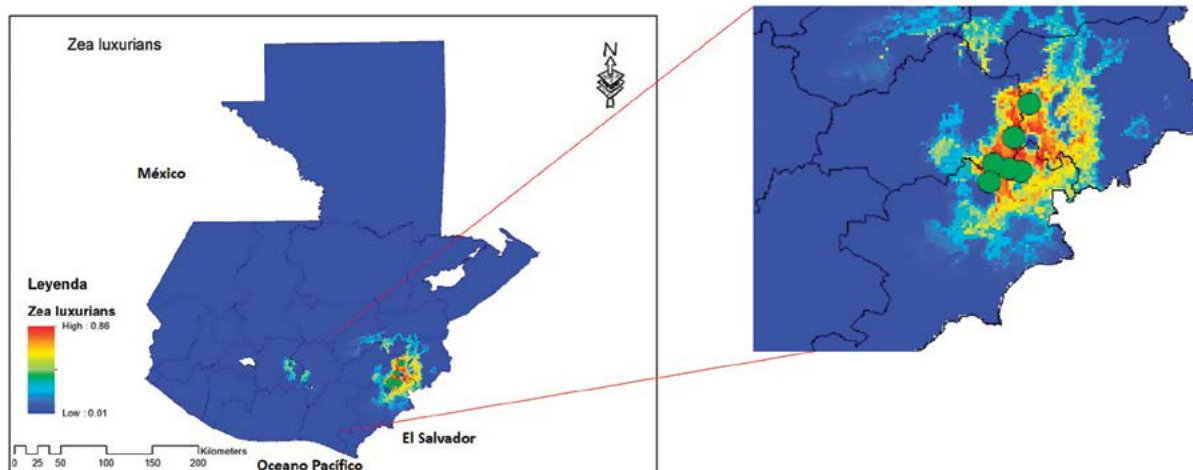 Zea luxurians
N
México
Leyenda
Zea luxurians
High : 0.86
Low : 0.01
El Salvador
Kilometers
0 25 50 100 150 200
Oceano Pacífico